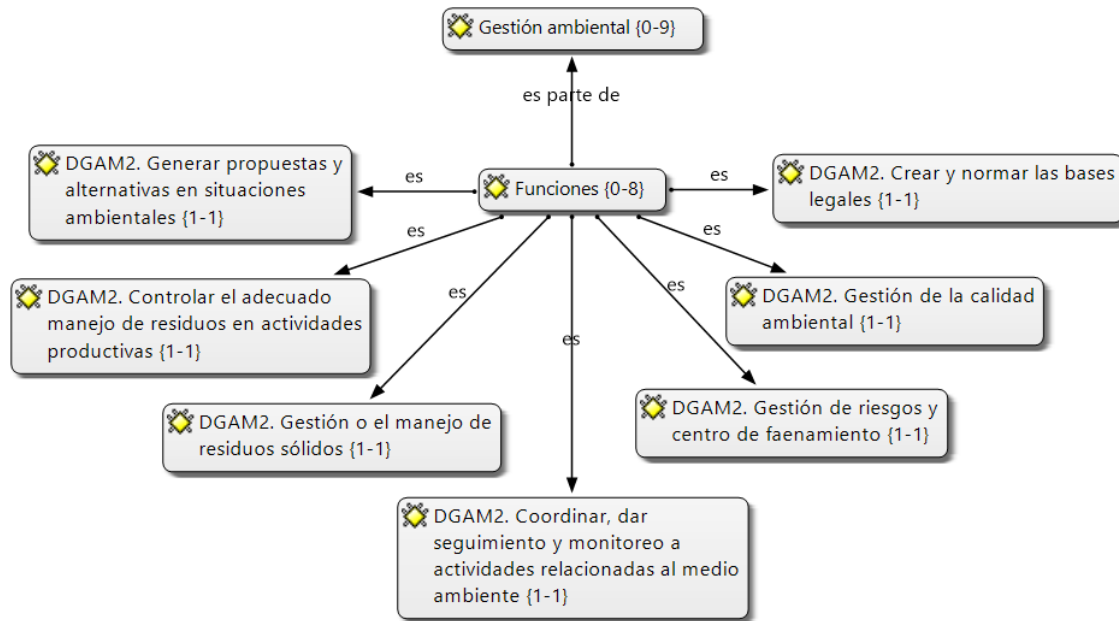 Gestión ambiental {0-9}
es parte de
DGAM2. Generar propuestas y
alternativas en situaciones
ambientales {1-1}
es
Funciones {0-8}
es
DGAM2. Crear y normar las bases
legales {1-1}
es
es
DGAM2. Controlar el adecuado
manejo de residuos en actividades
productivas {1-1}
es
es
DGAM2. Gestión de la calidad
ambiental {1-1}
es
DGAM2. Gestión o el manejo de
residuos sólidos {1-1}
DGAM2. Gestión de riesgos y
centro de faenamiento {1-1}
DGAM2. Coordinar, dar
seguimiento y monitoreo a
actividades relacionadas al medio
ambiente {1-1}